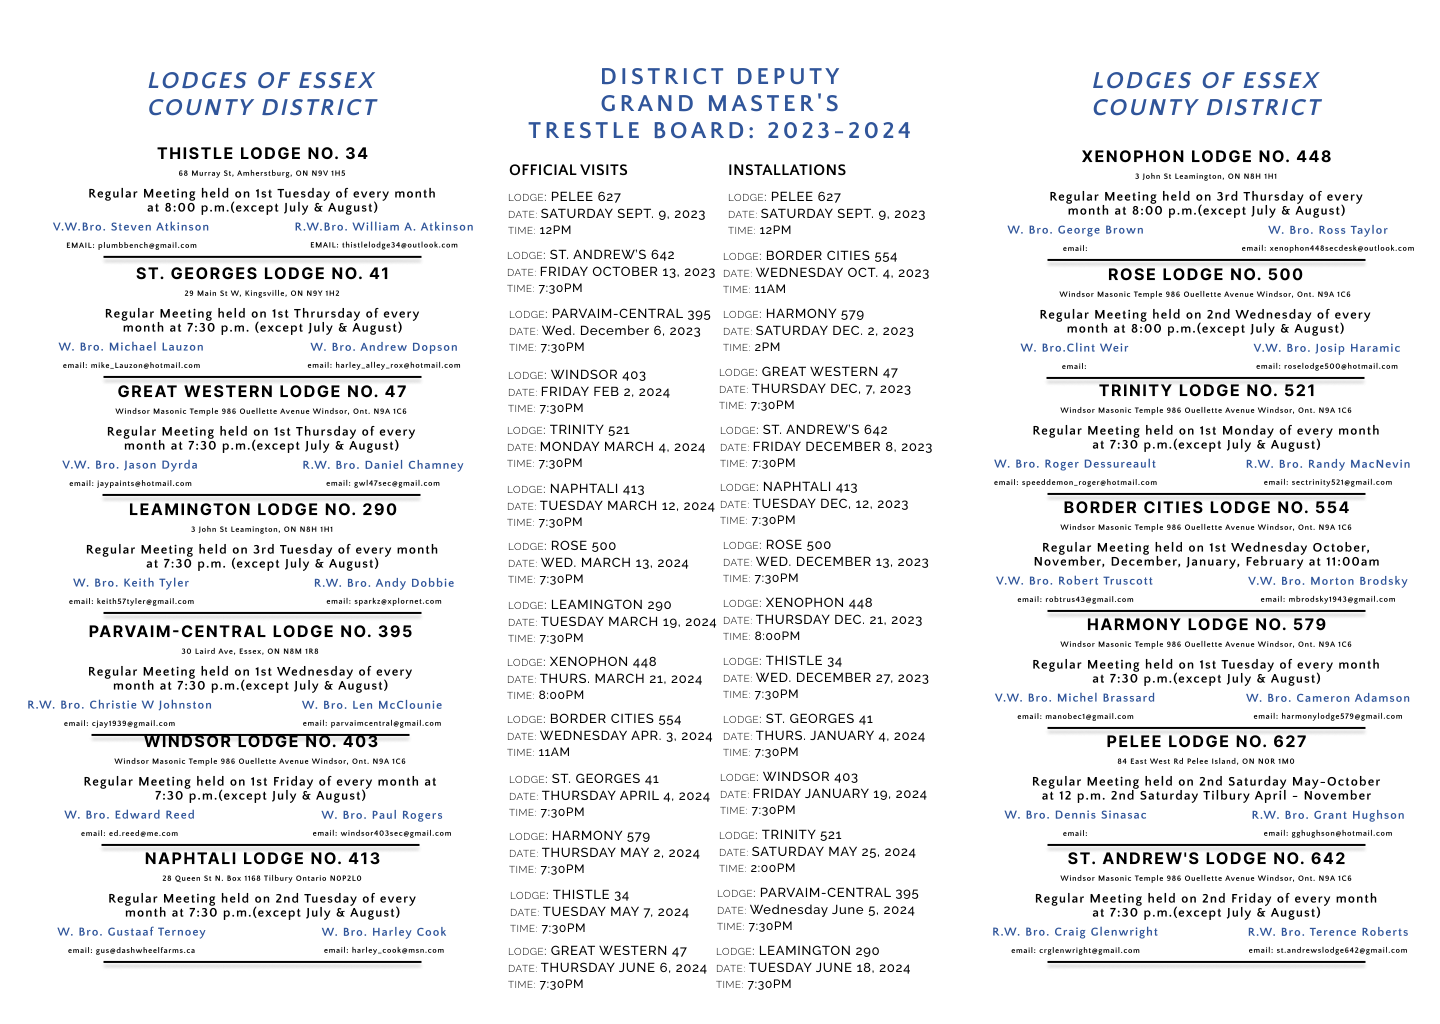 LODGES OF ESSEX
COUNTY DISTRICT
THISTLE LODGE NO. 34
68 Murray St, Amherstburg, ON N9V 1H5
Regular Meeting held on 1st Tuesday of every month
at 8:00 p.m.(except July & August)
V.W.Bro. Steven Atkinson
R.W.Bro. William A. Atkinson
EMAIL: plumbbench@gmail.com
EMAIL: thistlelodge34@outlook.com
ST. GEORGES LODGE NO. 41
29 Main St W, Kingsville, ON N9Y 1H2
Regular Meeting held on 1st Thrursday of every
month at 7:30 p.m. (except July & August)
W. Bro. Michael Lauzon
W. Bro. Andrew Dopson
email: mike_Lauzon@hotmail.com
email: harley_alley_rox@hotmail.com
GREAT WESTERN LODGE NO. 47
Windsor Masonic Temple 986 Ouellette Avenue Windsor, Ont. N9A 1C6
Regular Meeting held on 1st Thursday of every
month at 7:30 p.m.(except July & August)
V.W. Bro. Jason Dyrda
R.W. Bro. Daniel Chamney
email: jaypaints@hotmail.com
email: gwl47sec@gmail.com
LEAMINGTON LODGE NO. 290
3 John St Leamington, ON N8H 1H1
Regular Meeting held on 3rd Tuesday of every month
at 7:30 p.m. (except July & August)
W. Bro. Keith Tyler
R.W. Bro. Andy Dobbie
email: keith57tyler@gmail.com
email: sparkz@xplornet.com
PARVAIM-CENTRAL LODGE NO. 395
30 Laird Ave, Essex, ON N8M 1R8
Regular Meeting held on 1st Wednesday of every
month at 7:30 p.m.(except July & August)
R.W. Bro. Christie W Johnston
W. Bro. Len McClounie
email: cjay1939@gmail.com
email: parvaimcentral@gmail.com
WINDSOR LODGE NO. 403
Windsor Masonic Temple 986 Ouellette Avenue Windsor, Ont. N9A 1C6
Regular Meeting held on 1st Friday of every month at
7:30 p.m.(except July & August)
W. Bro. Edward Reed
W. Bro. Paul Rogers
email: ed.reed@me.com
email: windsor403sec@gmail.com
NAPHTALI LODGE NO. 413
28 Queen St N. Box 1168 Tilbury Ontario N0P2L0
Regular Meeting held on 2nd Tuesday of every
month at 7:30 p.m.(except July & August)
W. Bro. Gustaaf Ternoey
W. Bro. Harley Cook
email: gus@dashwheelfarms.ca
email: harley_cook@msn.com
DISTRICT DEPUTY
GRAND MASTER'S
TRESTLE BOARD: 2023-2024
OFFICIAL VISITS
LODGE: PELEE 627
DATE: SATURDAY SEPT. 9, 2023
TIME: 12PM
LODGE: ST. ANDREW'S 642
DATE: FRIDAY OCTOBER 13, 2023
TIME: 7:30PM
LODGE: PARVAIM-CENTRAL 395
DATE: Wed. December 6, 2023
TIME: 7:30PM
LODGE: WINDSOR 403
DATE: FRIDAY FEB 2, 2024
TIME: 7:30PM
LODGE: TRINITY 521
DATE: MONDAY MARCH 4, 2024
TIME: 7:30PM
LODGE: NAPHTALI 413
DATE: TUESDAY MARCH 12, 2024
TIME: 7:30PM
LODGE: ROSE 500
DATE: WED. MARCH 13, 2024
TIME: 7:30PM
LODGE: LEAMINGTON 290
DATE: TUESDAY MARCH 19, 2024
TIME: 7:30PM
LODGE: XENOPHON 448
DATE: THURS. MARCH 21, 2024
TIME: 8:00PM
LODGE: BORDER CITIES 554
DATE: WEDNESDAY APR. 3, 2024
TIME: 11AM
LODGE: ST. GEORGES 41
DATE: THURSDAY APRIL 4, 2024
TIME: 7:30PM
LODGE: HARMONY 579
DATE: THURSDAY MAY 2, 2024
TIME: 7:30PM
LODGE: THISTLE 34
DATE: TUESDAY MAY 7, 2024
TIME: 7:30PM
LODGE: GREAT WESTERN 47
DATE: THURSDAY JUNE 6, 2024
TIME: 7:30PM
INSTALLATIONS
LODGE: PELEE 627
DATE: SATURDAY SEPT. 9, 2023
TIME: 12PM
LODGE: BORDER CITIES 554
DATE: WEDNESDAY OCT. 4, 2023
TIME: 11AM
LODGE: HARMONY 579
DATE: SATURDAY DEC. 2, 2023
TIME: 2PM
LODGE: GREAT WESTERN 47
DATE: THURSDAY DEC, 7, 2023
TIME: 7:30PM
LODGE: ST. ANDREW'S 642
DATE: FRIDAY DECEMBER 8, 2023
TIME: 7:30PM
LODGE: NAPHTALI 413
DATE: TUESDAY DEC, 12, 2023
TIME: 7:30PM
LODGE: ROSE 500
DATE: WED. DECEMBER 13, 2023
TIME: 7:30PM
LODGE: XENOPHON 448
DATE: THURSDAY DEC. 21, 2023
TIME: 8:00PM
LODGE: THISTLE 34
DATE: WED. DECEMBER 27, 2023
TIME: 7:30PM
LODGE: ST. GEORGES 41
DATE: THURS. JANUARY 4, 2024
TIME: 7:30PM
LODGE: WINDSOR 403
DATE: FRIDAY JANUARY 19, 2024
TIME: 7:30PM
LODGE: TRINITY 521
DATE: SATURDAY MAY 25, 2024
TIME: 2:00PM
LODGE: PARVAIM-CENTRAL 395
DATE: Wednesday June 5, 2024
TIME: 7:30PM
LODGE: LEAMINGTON 290
DATE: TUESDAY JUNE 18, 2024
TIME: 7:30PM
LODGES OF ESSEX
COUNTY DISTRICT
XENOPHON LODGE NO. 448
3 John St Leamington, ON N8H 1H1
Regular Meeting held on 3rd Thursday of every
month at 8:00 p.m.(except July & August)
W. Bro. George Brown
W. Bro. Ross Taylor
email:
email: xenophon448secdesk@outlook.com
ROSE LODGE NO. 500
Windsor Masonic Temple 986 Ouellette Avenue Windsor, Ont. N9A 1C6
Regular Meeting held on 2nd Wednesday of every
month at 8:00 p.m.(except July & August)
W. Bro.Clint Weir
V.W. Bro. Josip Haramic
email:
email: roselodge500@hotmail.com
TRINITY LODGE NO. 521
Windsor Masonic Temple 986 Ouellette Avenue Windsor, Ont. N9A 1C6
Regular Meeting held on 1st Monday of every month
at 7:30 p.m.(except July & August)
W. Bro. Roger Dessureault
R.W. Bro. Randy MacNevin
email: speeddemon_roger@hotmail.com
email: sectrinity521@gmail.com
BORDER CITIES LODGE NO. 554
Windsor Masonic Temple 986 Ouellette Avenue Windsor, Ont. N9A 1C6
Regular Meeting held on 1st Wednesday October,
November, December, January, February at 11:00am
V.W. Bro. Robert Truscott
V.W. Bro. Morton Brodsky
email: robtrus43@gmail.com
email: mbrodsky1943@gmail.com
HARMONY LODGE NO. 579
Windsor Masonic Temple 986 Ouellette Avenue Windsor, Ont. N9A 1C6
Regular Meeting held on 1st Tuesday of every month
at 7:30 p.m.(except July & August)
V.W. Bro. Michel Brassard
W. Bro. Cameron Adamson
email: manobec1@gmail.com
email: harmonylodge579@gmail.com
PELEE LODGE NO. 627
84 East West Rd Pelee Island, ON N0R 1M0
Regular Meeting held on 2nd Saturday May-October
at 12 p.m. 2nd Saturday Tilbury April - November
W. Bro. Dennis Sinasac
R.W. Bro. Grant Hughson
email:
email: gghughson@hotmail.com
ST. ANDREW'S LODGE NO. 642
Windsor Masonic Temple 986 Ouellette Avenue Windsor, Ont. N9A 1C6
Regular Meeting held on 2nd Friday of every month
at 7:30 p.m.(except July & August)
R.W. Bro. Craig Glenwright
R.W. Bro. Terence Roberts
email: crglenwright@gmail.com
email: st.andrewslodge642@gmail.com